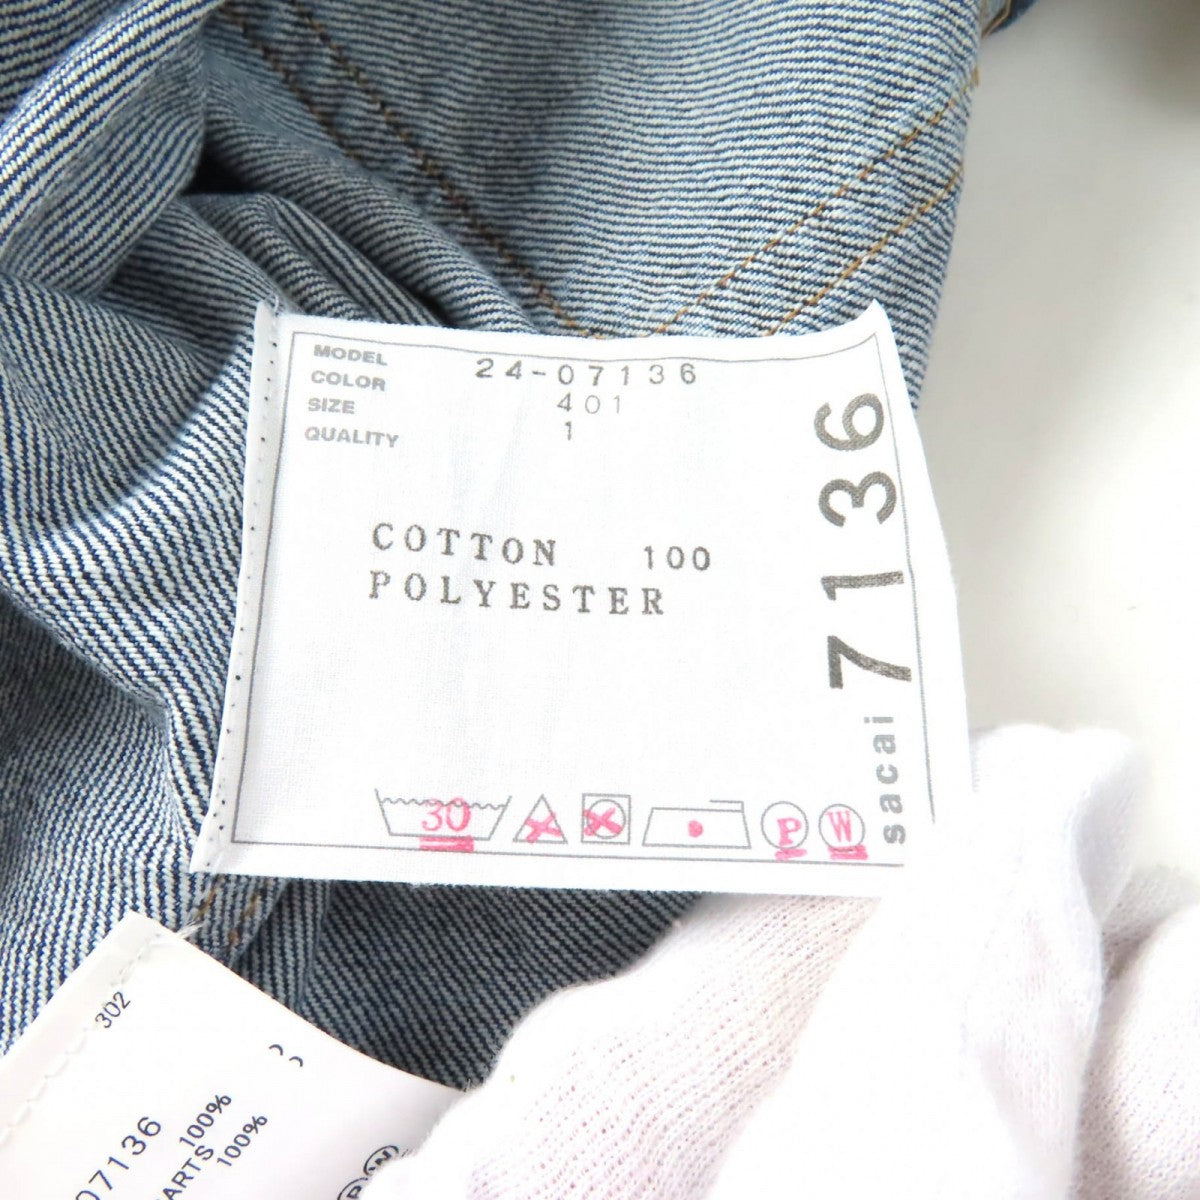 MODEL 24-07136
COLOR 401
SIZE 1
QUALITY
COTTON 100
POLYESTER
30
P
W
sacai 7136
302
07136
100%
ARTS 100%
W